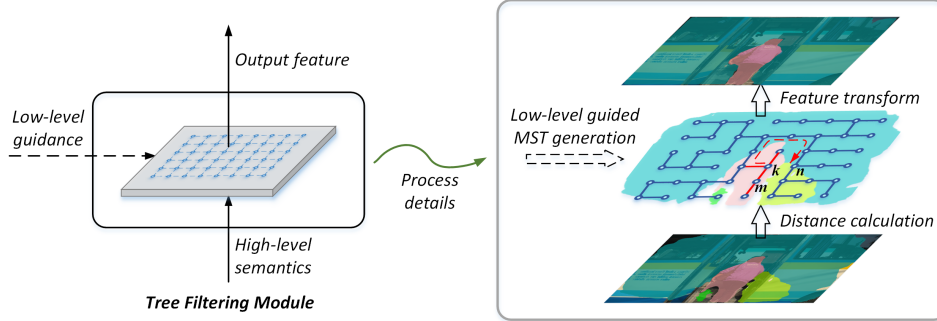 Output feature
Low-level
guidance
High-level
semantics
Tree Filtering Module
Process
details
Low-level guided
MST generation
Feature transform
k
n
m
Distance calculation